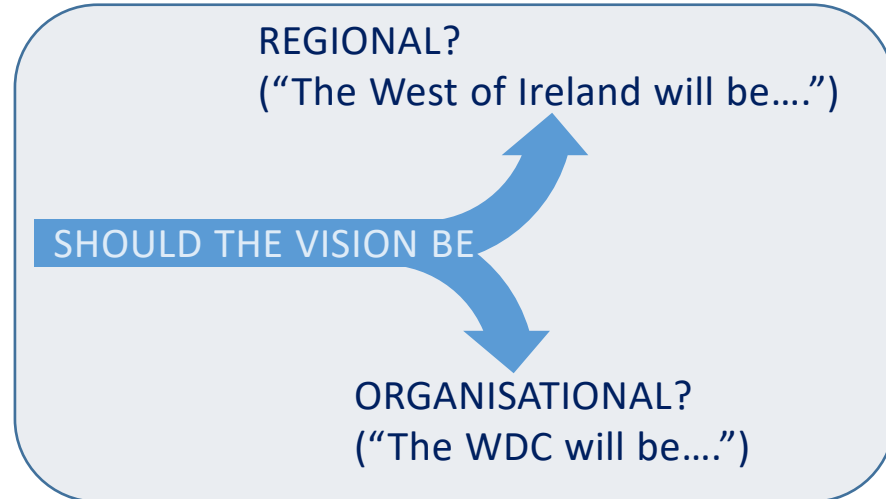 REGIONAL?
(“The West of Ireland will be….”)
SHOULD THE VISION BE
ORGANISATIONAL?
(“The WDC will be….”)